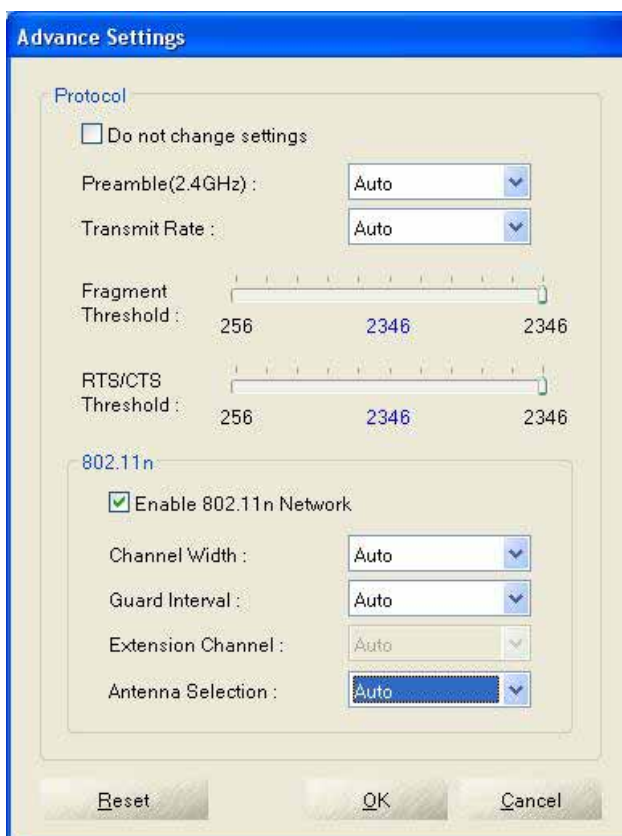 Advance Settings
Protocol
Do not change settings
Preamble(2.4GHz) : Auto
Transmit Rate : Auto
Fragment
Threshold :
256 2346 2346
RTS/CTS
Threshold :
256 2346 2346
802.11n
Enable 802.11n Network
Channel Width : Auto
Guard Interval : Auto
Extension Channel : Auto
Antenna Selection : Auto
Reset OK Cancel